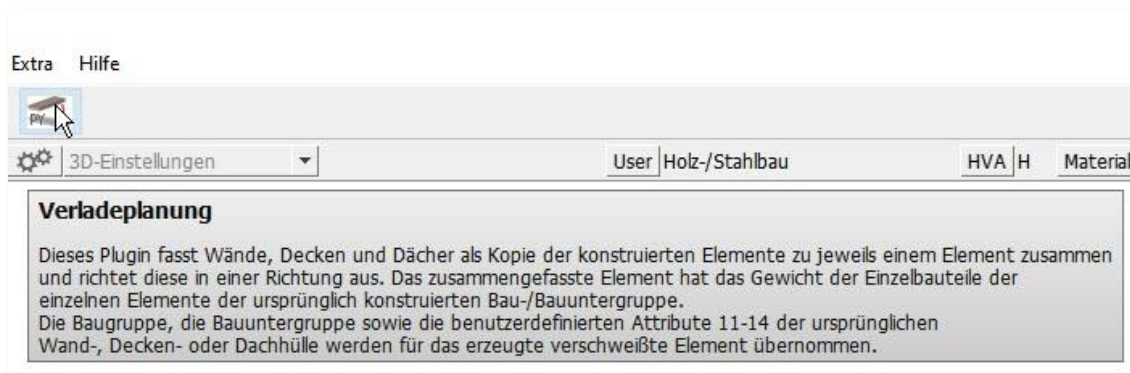 Extra Hilfe
PY
3D-Einstellungen User Holz-/Stahlbau HVA H Material
Verladeplanung
Dieses Plugin fasst Wände, Decken und Dächer als Kopie der konstruierten Elemente zu jeweils einem Element zusammen
und richtet diese in einer Richtung aus. Das zusammengefasste Element hat das Gewicht der Einzelbauteile der
einzelnen Elemente der ursprünglich konstruierten Bau-/Bauuntergruppe.
Die Baugruppe, die Bauuntergruppe sowie die benutzerdefinierten Attribute 11-14 der ursprünglichen
Wand-, Decken- oder Dachhülle werden für das erzeugte verschweißte Element übernommen.